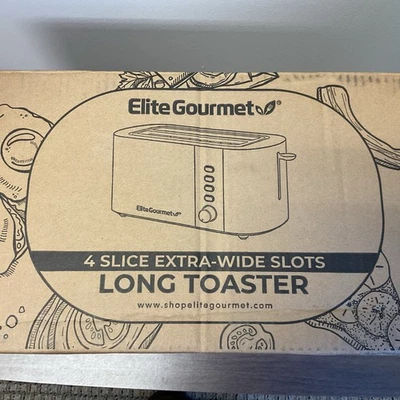 Elite Gourmet®
Elite Gourmet®
4 SLICE EXTRA-WIDE SLOTS
LONG TOASTER
www.shopelitegourmet.com